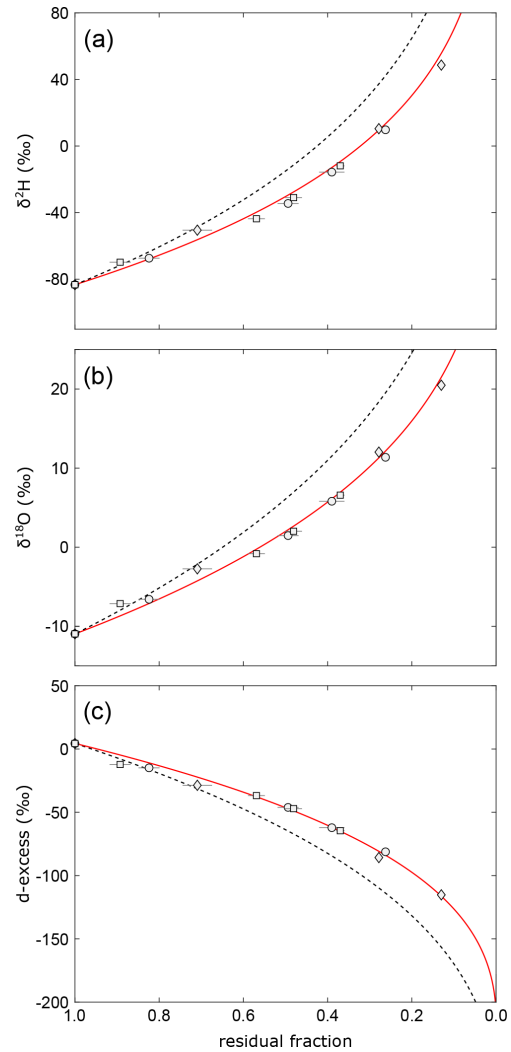 (a)
80
40
0
-40
-80
δ²H (‰)
(b)
20
10
0
-10
δ¹⁸O (‰)
(c)
50
0
-50
-100
-150
-200
d-excess (‰)
1.0 0.8 0.6 0.4 0.2 0.0
residual fraction